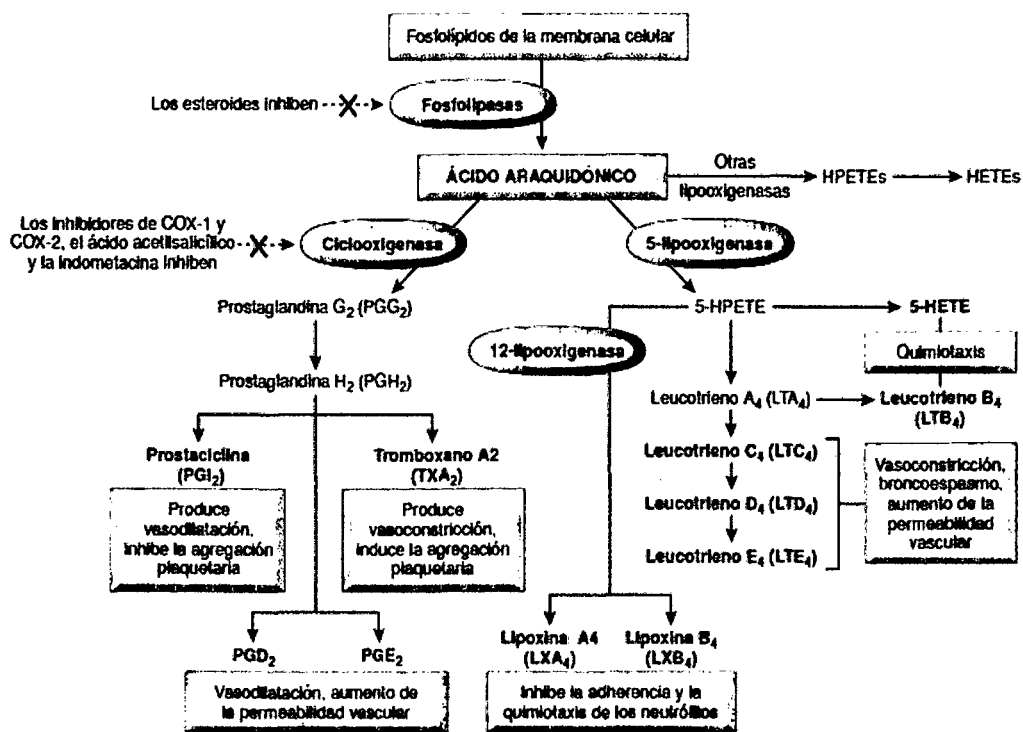 Fosfolípidos de la membrana celular
Los esteroides inhiben
Fosfolipasas
ÁCIDO ARAQUIDÓNICO
Otras
lipooxigenasas
HPETEs
HETEs
Los inhibidores de COX-1 y
COX-2, el ácido acetilsalicílico
y la indometacina inhiben
Ciclooxigenasa
5-lipooxigenasa
Prostaglandina G₂ (PGG₂)
5-HPETE
5-HETE
12-lipooxigenasa
Quimiotaxis
Prostaglandina H₂ (PGH₂)
Leucotrieno A₄ (LTA₄)
Leucotrieno B₄
(LTB₄)
Prostaciclina
(PGI₂)
Tromboxano A2
(TXA₂)
Leucotrieno C₄ (LTC₄)
Leucotrieno D₄ (LTD₄)
Leucotrieno E₄ (LTE₄)
Vasoconstricción,
broncoespasmo,
aumento de la
permeabilidad
vascular
Produce
vasodilatación,
inhibe la agregación
plaquetaria
Produce
vasoconstricción,
induce la agregación
plaquetaria
PGD₂
PGE₂
Vasodilatación, aumento de
la permeabilidad vascular
Lipoxina A4
(LXA₄)
Lipoxina B₄
(LXB₄)
Inhibe la adherencia y la
quimiotaxis de los neutrófilos